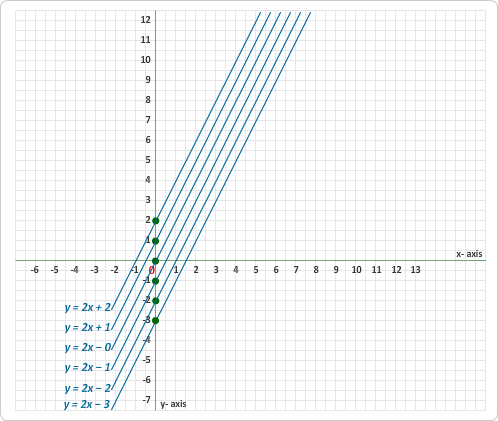 12
11
10
9
8
7
6
5
4
3
2
1
x- axis
-6 -5 -4 -3 -2 -1 0 1 2 3 4 5 6 7 8 9 10 11 12 13
-1
-2
y = 2x + 2
-3
y = 2x + 1
-4
y = 2x − 0
-5
y = 2x − 1
-6
y = 2x − 2
-7
y = 2x − 3
y- axis